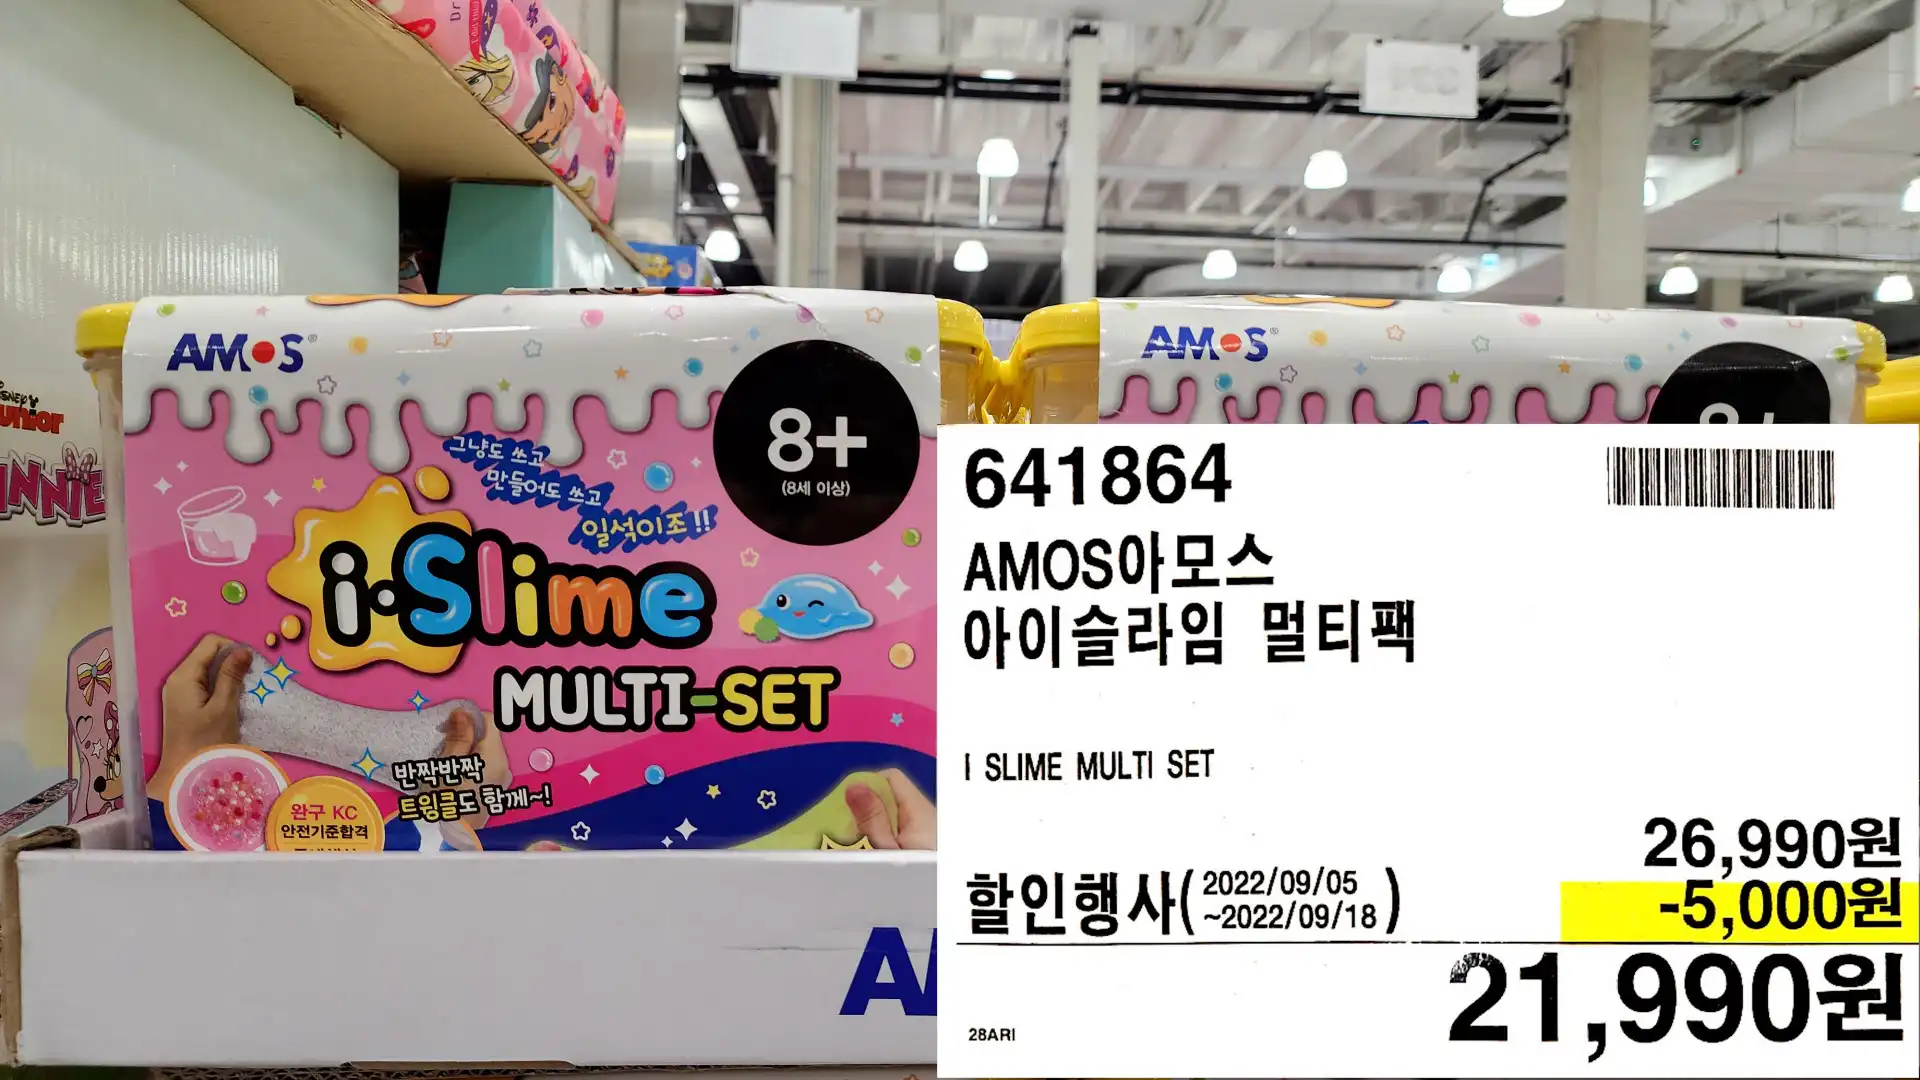 AMOS®
8+
(8세 이상)
그냥도 쓰고
만들어도 쓰고
일석이조!!
i·Slime
MULTI-SET
반짝반짝
트윙클도 함께~!
완구 KC
안전기준합격
AMOS®
8+
641864
AMOS아모스
아이슬라임 멀티팩
I SLIME MULTI SET
26,990원
할인행사(2022/09/05
~2022/09/18)
-5,000원
21,990원
28ARI